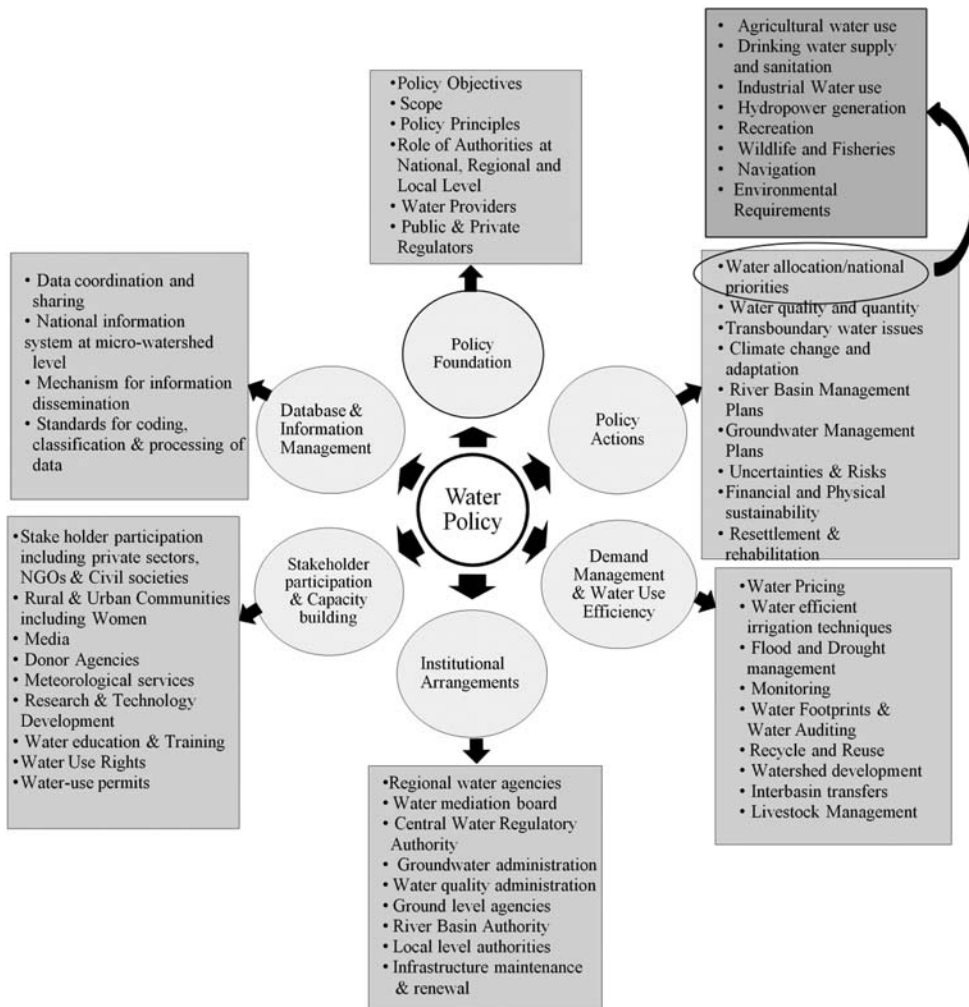 • Agricultural water use
• Drinking water supply
and sanitation
• Industrial Water use
• Hydropower generation
• Recreation
• Wildlife and Fisheries
• Navigation
• Environmental
Requirements
•Policy Objectives
• Scope
• Policy Principles
• Role of Authorities at
National, Regional and
Local Level
• Water Providers
• Public & Private
Regulators
• Data coordination and
sharing
• National information
system at micro-watershed
level
• Mechanism for information
dissemination
• Standards for coding,
classification & processing of
data
Policy
Foundation
Database &
Information
Management
Policy
Actions
•Water allocation/national
priorities
• Water quality and quantity
•Transboundary water issues
• Climate change and
adaptation
• River Basin Management
Plans
•Groundwater Management
Plans
• Uncertainties & Risks
•Financial and Physical
sustainability
• Resettlement &
rehabilitation
Water
Policy
•Stake holder participation
including private sectors,
NGOs & Civil societies
• Rural & Urban Communities
including Women
• Media
• Donor Agencies
• Meteorological services
• Research & Technology
Development
• Water education & Training
•Water Use Rights
•Water-use permits
Stakeholder
participation
& Capacity
building
Demand
Management
& Water Use
Efficiency
Institutional
Arrangements
•Water Pricing
• Water efficient
irrigation techniques
• Flood and Drought
management
• Monitoring
• Water Footprints &
Water Auditing
• Recycle and Reuse
• Watershed development
• Interbasin transfers
• Livestock Management
•Regional water agencies
• Water mediation board
• Central Water Regulatory
Authority
• Groundwater administration
• Water quality administration
• Ground level agencies
• River Basin Authority
• Local level authorities
• Infrastructure maintenance
& renewal